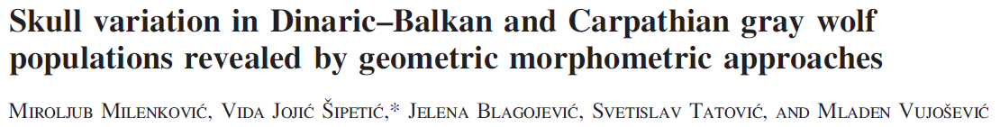 Skull variation in Dinaric–Balkan and Carpathian gray wolf
populations revealed by geometric morphometric approaches
Miroljub Milenković, Vida Jojić Šipetić,* Jelena Blagojević, Svetislav Tatović, and Mladen Vujošević